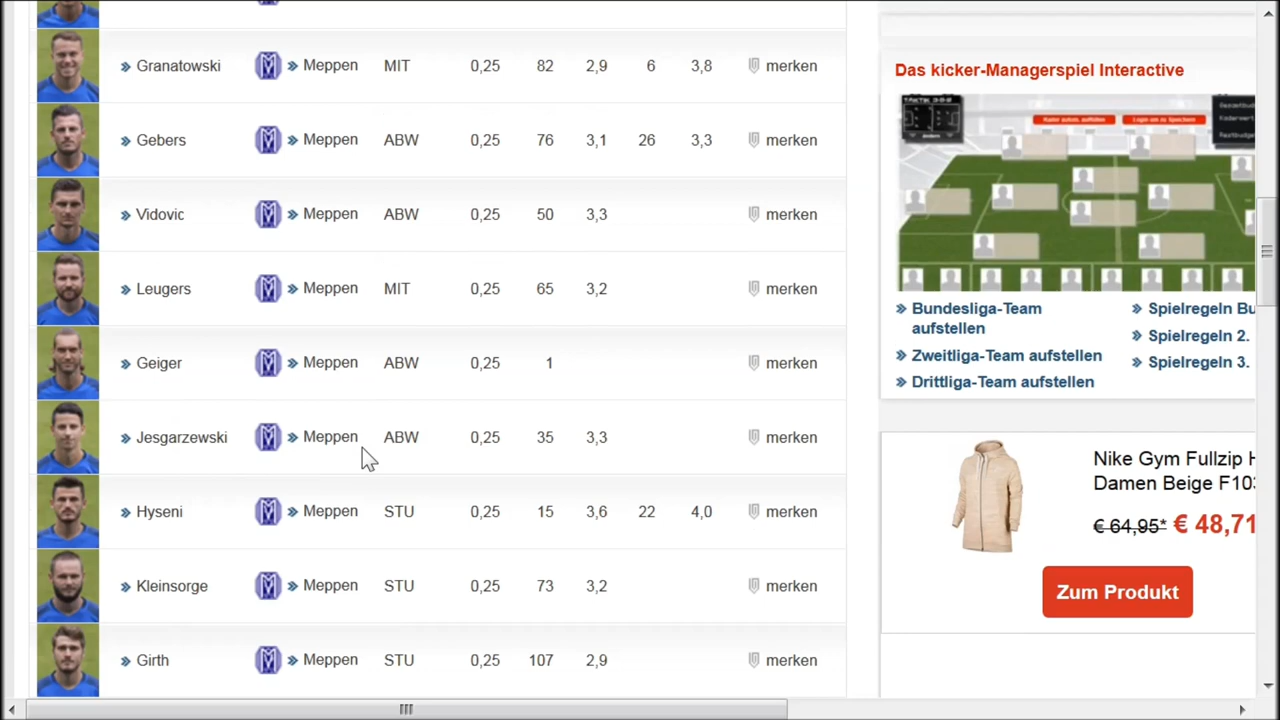 Granatowski Meppen MIT 0,25 82 2,9 6 3,8 merken
Gebers Meppen ABW 0,25 76 3,1 26 3,3 merken
Vidovic Meppen ABW 0,25 50 3,3 merken
Leugers Meppen MIT 0,25 65 3,2 merken
Geiger Meppen ABW 0,25 1 merken
Jesgarzewski Meppen ABW 0,25 35 3,3 merken
Hyseni Meppen STU 0,25 15 3,6 22 4,0 merken
Kleinsorge Meppen STU 0,25 73 3,2 merken
Girth Meppen STU 0,25 107 2,9 merken
Das kicker-Managerspiel Interactive
Bundesliga-Team
aufstellen
Zweitliga-Team aufstellen
Drittliga-Team aufstellen
Spielregeln Bu
Spielregeln 2.
Spielregeln 3.
Nike Gym Fullzip H
Damen Beige F103
€ 64,95* € 48,71
Zum Produkt